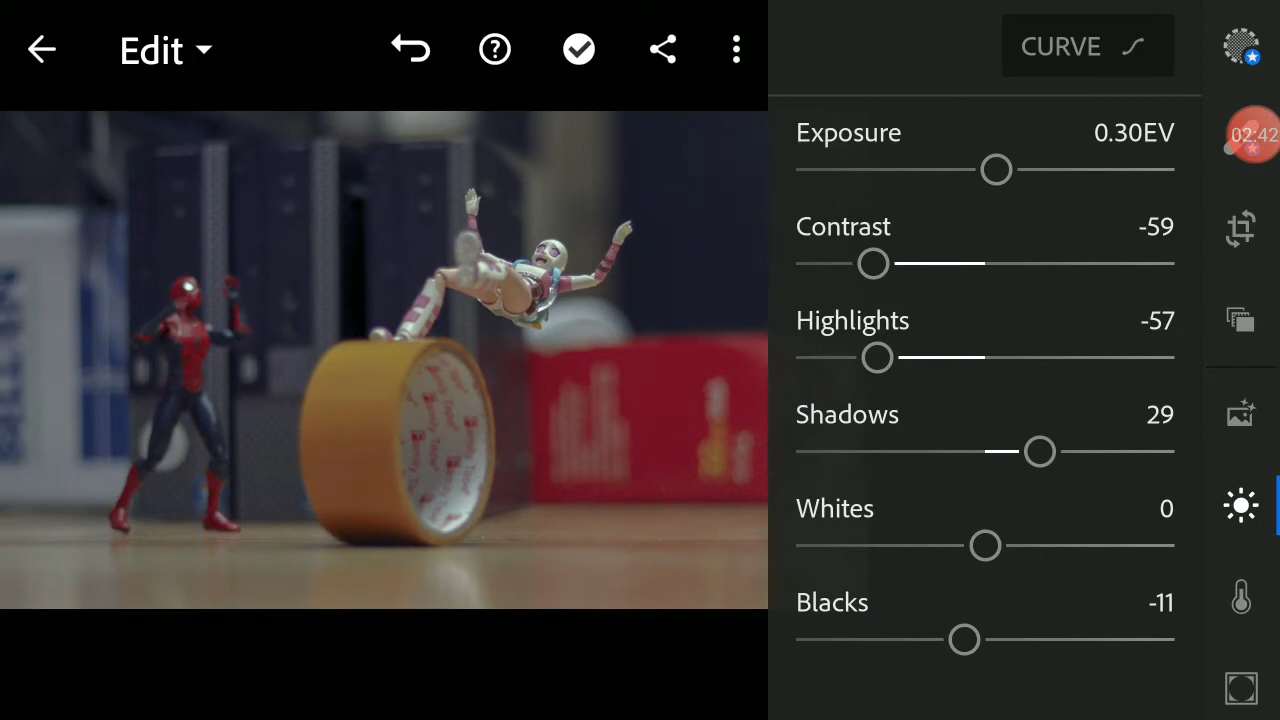 Edit
CURVE
Exposure 0.30EV
02:42
Contrast -59
Highlights -57
Shadows 29
Whites 0
Blacks -11